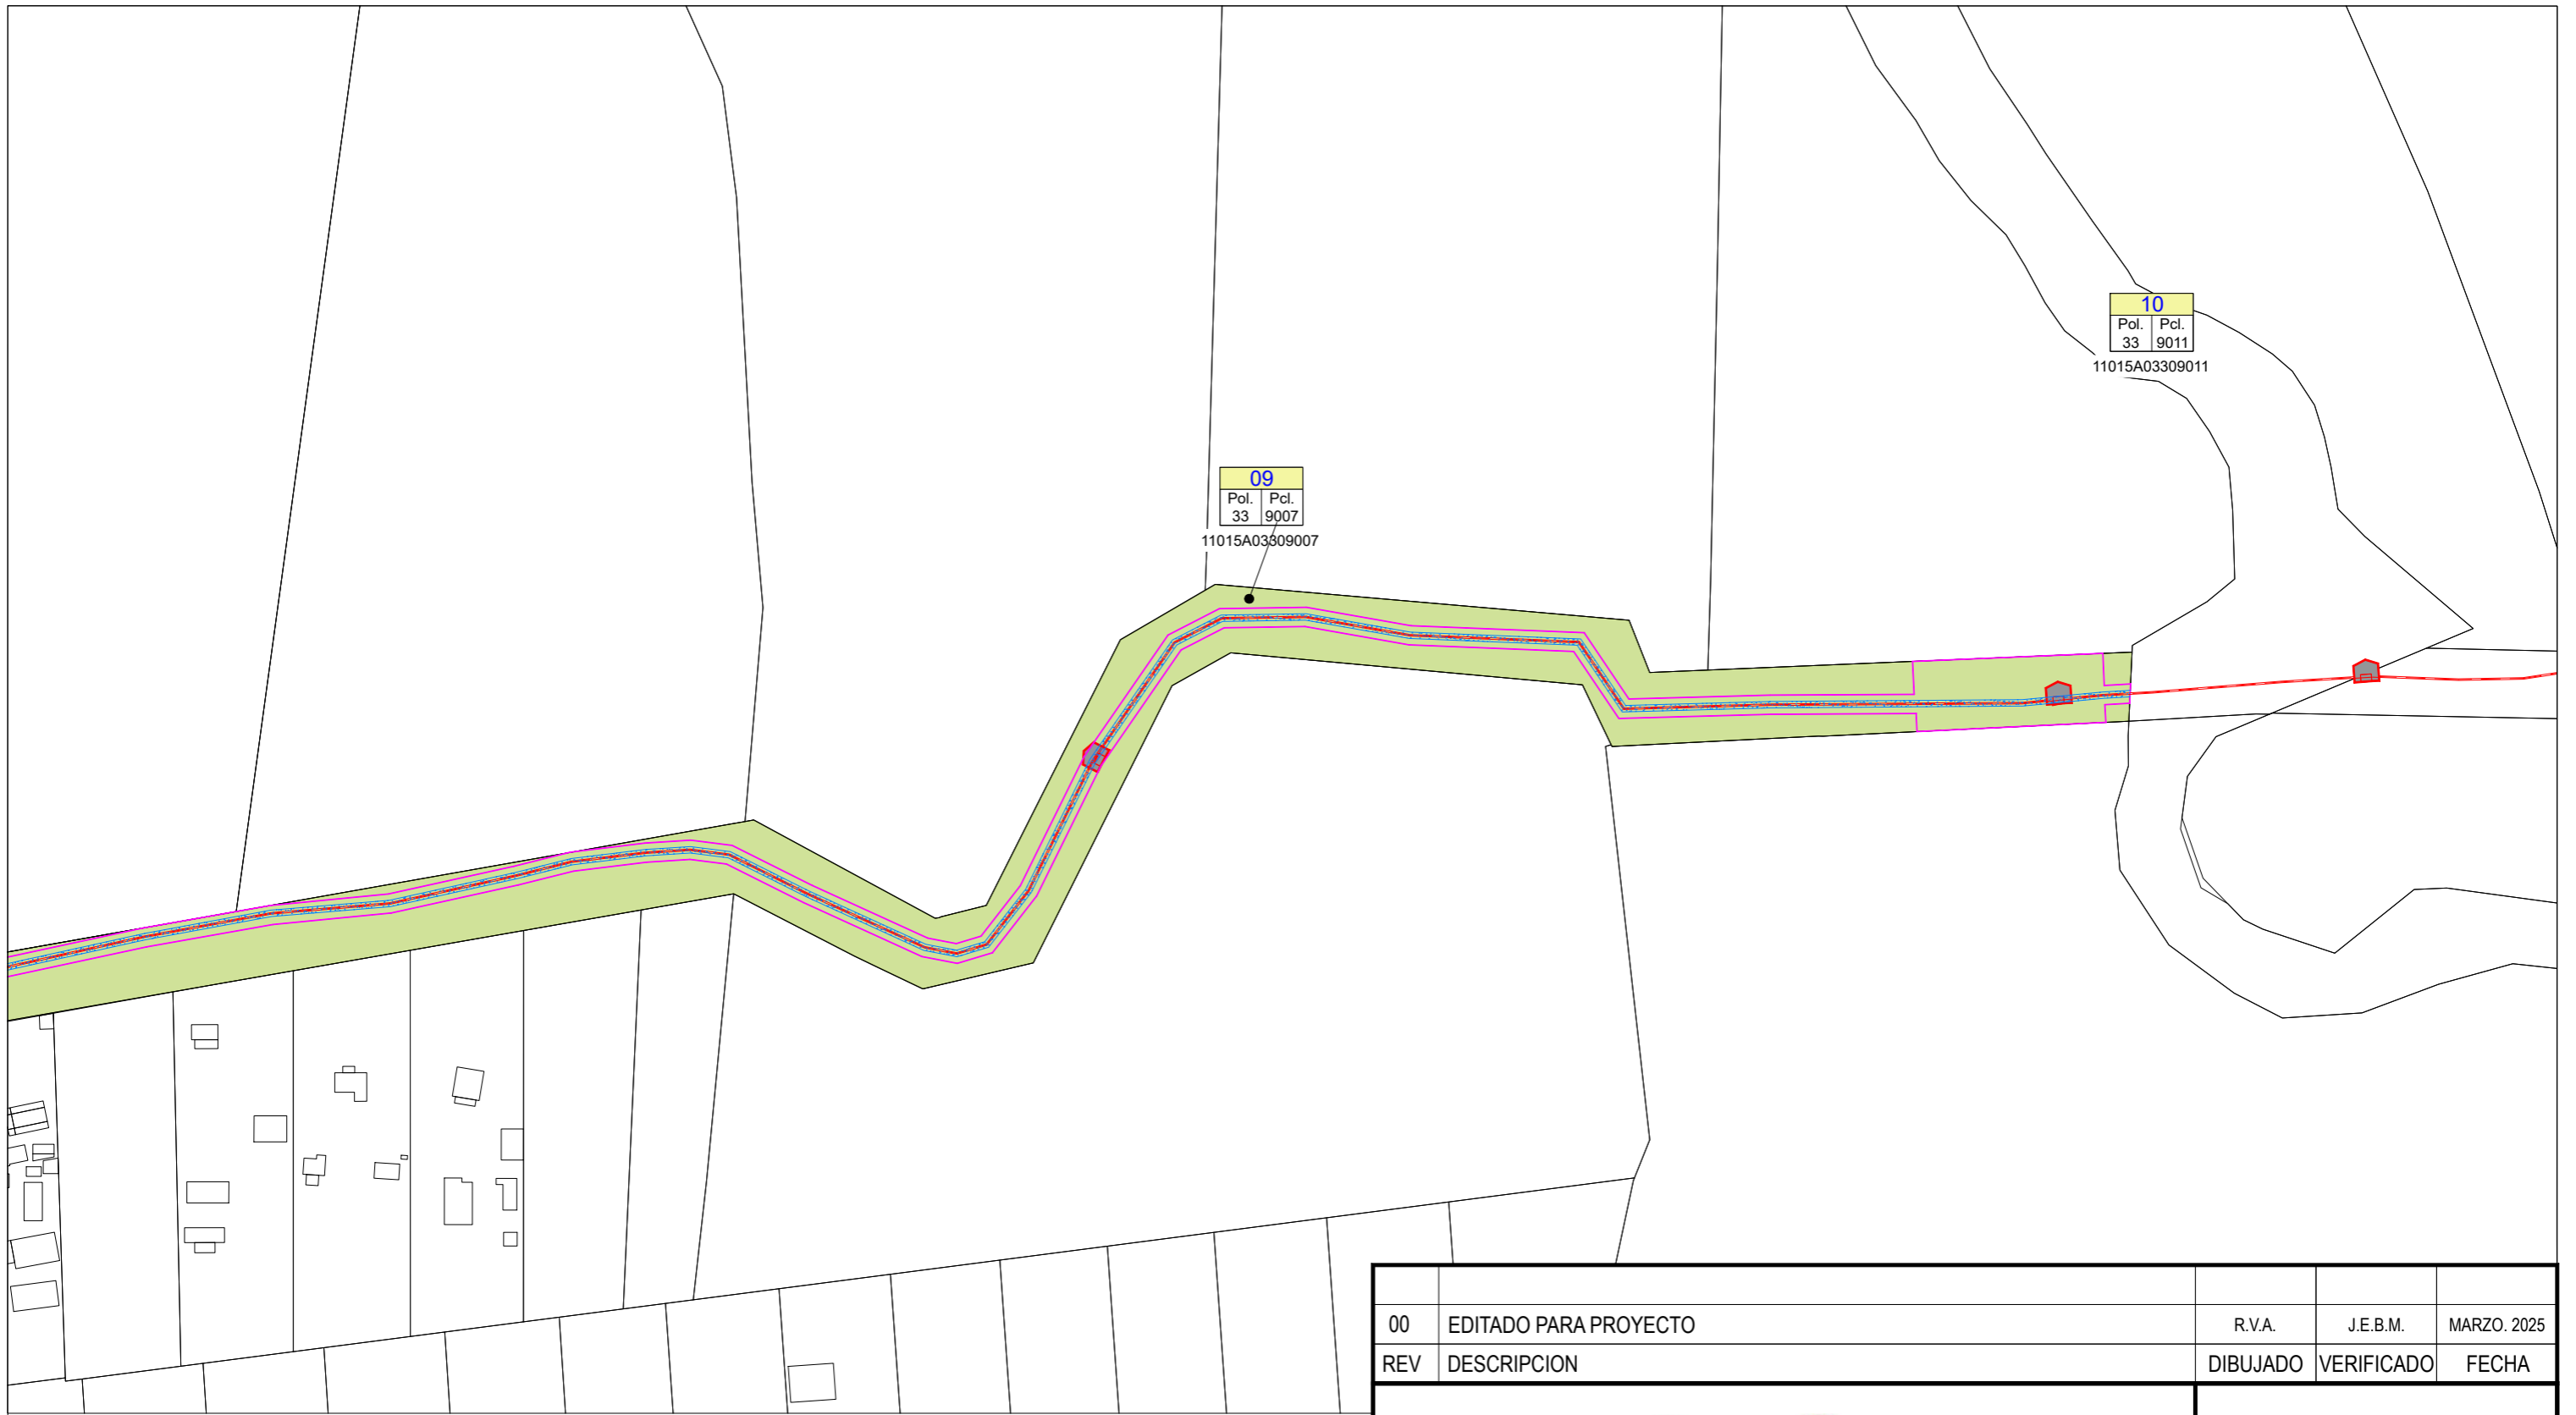 10
Pol. Pcl.
33 9011
11015A03309011
09
Pol. Pcl.
33 9007
11015A03309007
00 EDITADO PARA PROYECTO R.V.A. J.E.B.M. MARZO. 2025
REV DESCRIPCION DIBUJADO VERIFICADO FECHA